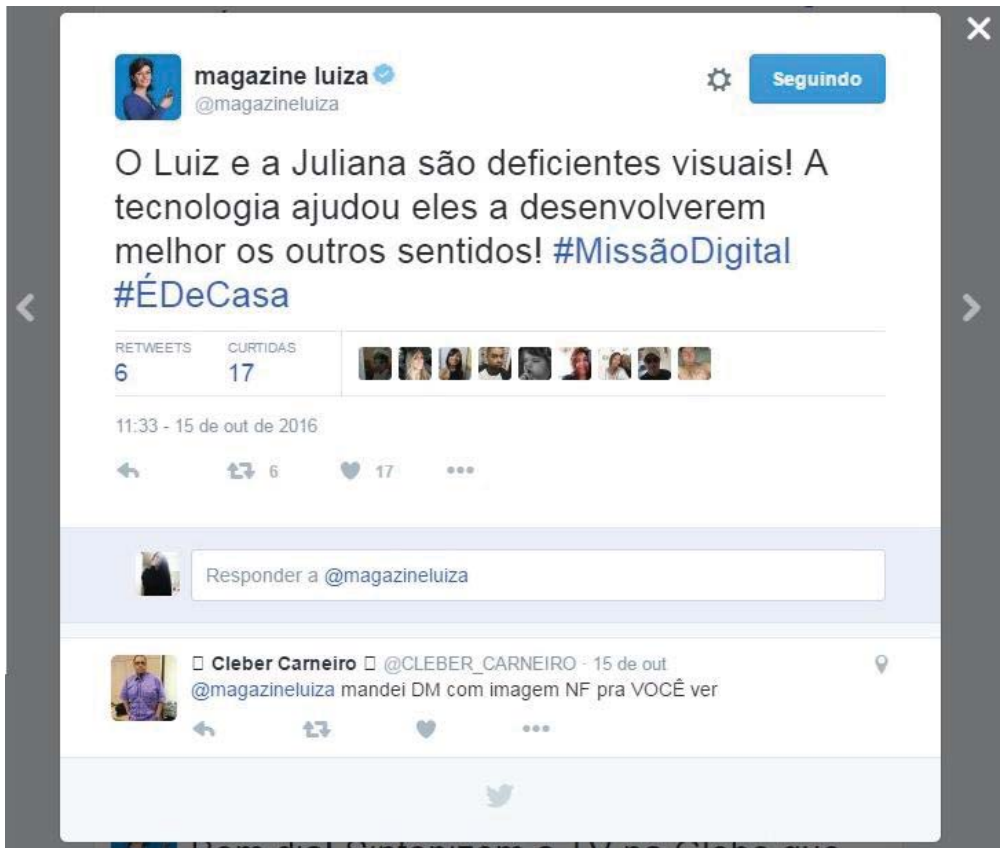 magazine luiza
Seguindo
@magazineluiza
O Luiz e a Juliana são deficientes visuais! A
tecnologia ajudou eles a desenvolverem
melhor os outros sentidos! #MissãoDigital
#ÉDeCasa
RETWEETS CURTIDAS
6 17
11:33 - 15 de out de 2016
6 17
Responder a @magazineluiza
Cleber Carneiro @CLEBER_CARNEIRO · 15 de out
@magazineluiza mandei DM com imagem NF pra VOCÊ ver